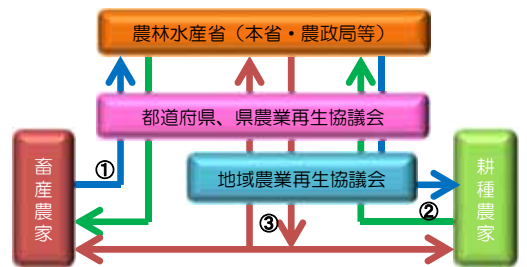 農林水産省（本省・農政局等）
都道府県、県農業再生協議会
地域農業再生協議会
畜産農家
①
耕種農家
②
③